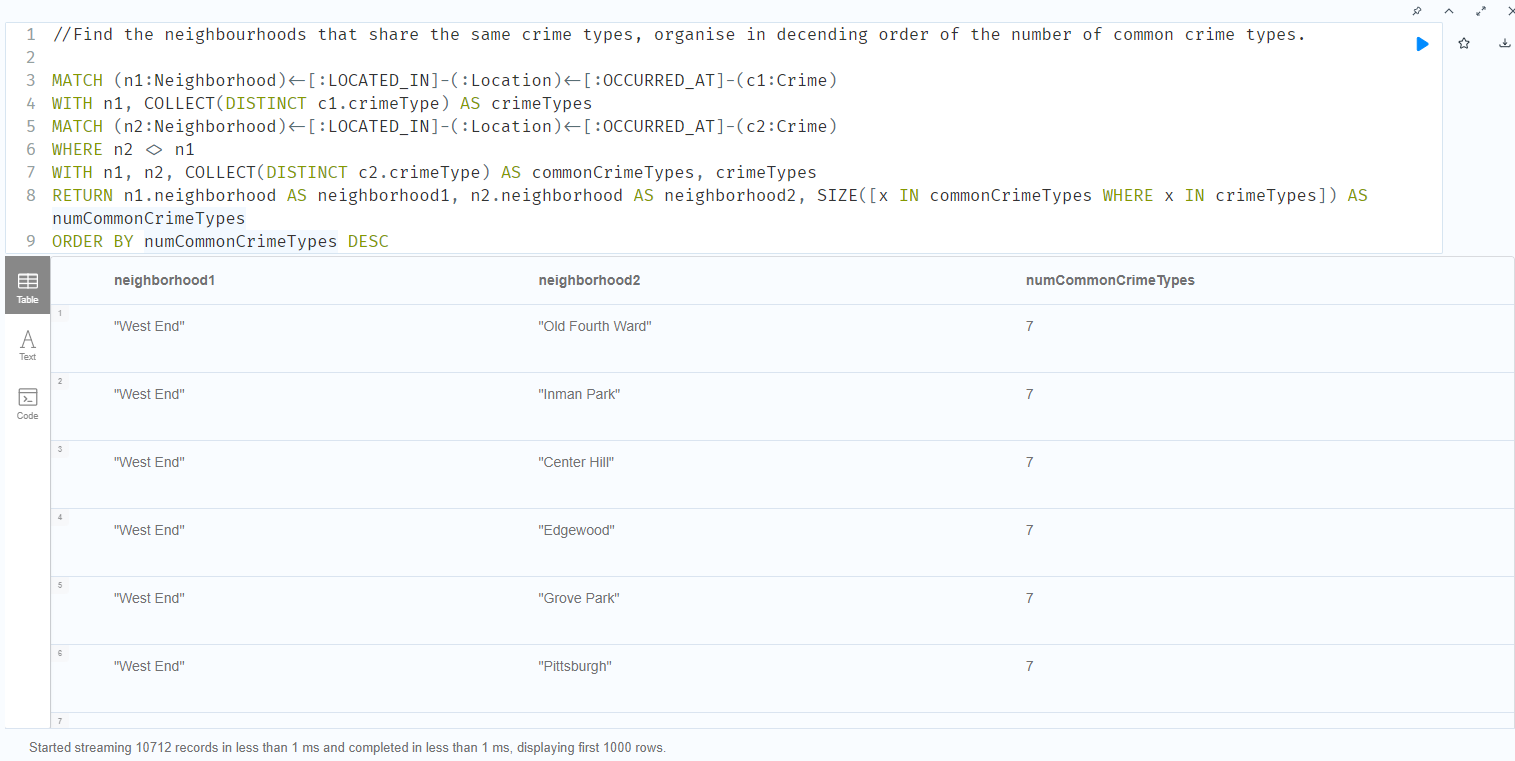 1 //Find the neighbourhoods that share the same crime types, organise in decending order of the number of common crime types.
2
3 MATCH (n1:Neighborhood)<-[:LOCATED_IN]-(:Location)<-[:OCCURRED_AT]-(c1:Crime)
4 WITH n1, COLLECT(DISTINCT c1.crimeType) AS crimeTypes
5 MATCH (n2:Neighborhood)<-[:LOCATED_IN]-(:Location)<-[:OCCURRED_AT]-(c2:Crime)
6 WHERE n2 <> n1
7 WITH n1, n2, COLLECT(DISTINCT c2.crimeType) AS commonCrimeTypes, crimeTypes
8 RETURN n1.neighborhood AS neighborhood1, n2.neighborhood AS neighborhood2, SIZE([x IN commonCrimeTypes WHERE x IN crimeTypes]) AS
numCommonCrimeTypes
9 ORDER BY numCommonCrimeTypes DESC
Table
Text
Code
neighborhood1 neighborhood2 numCommonCrimeTypes
1 "West End" "Old Fourth Ward" 7
2 "West End" "Inman Park" 7
3 "West End" "Center Hill" 7
4 "West End" "Edgewood" 7
5 "West End" "Grove Park" 7
6 "West End" "Pittsburgh" 7
7
Started streaming 10712 records in less than 1 ms and completed in less than 1 ms, displaying first 1000 rows.